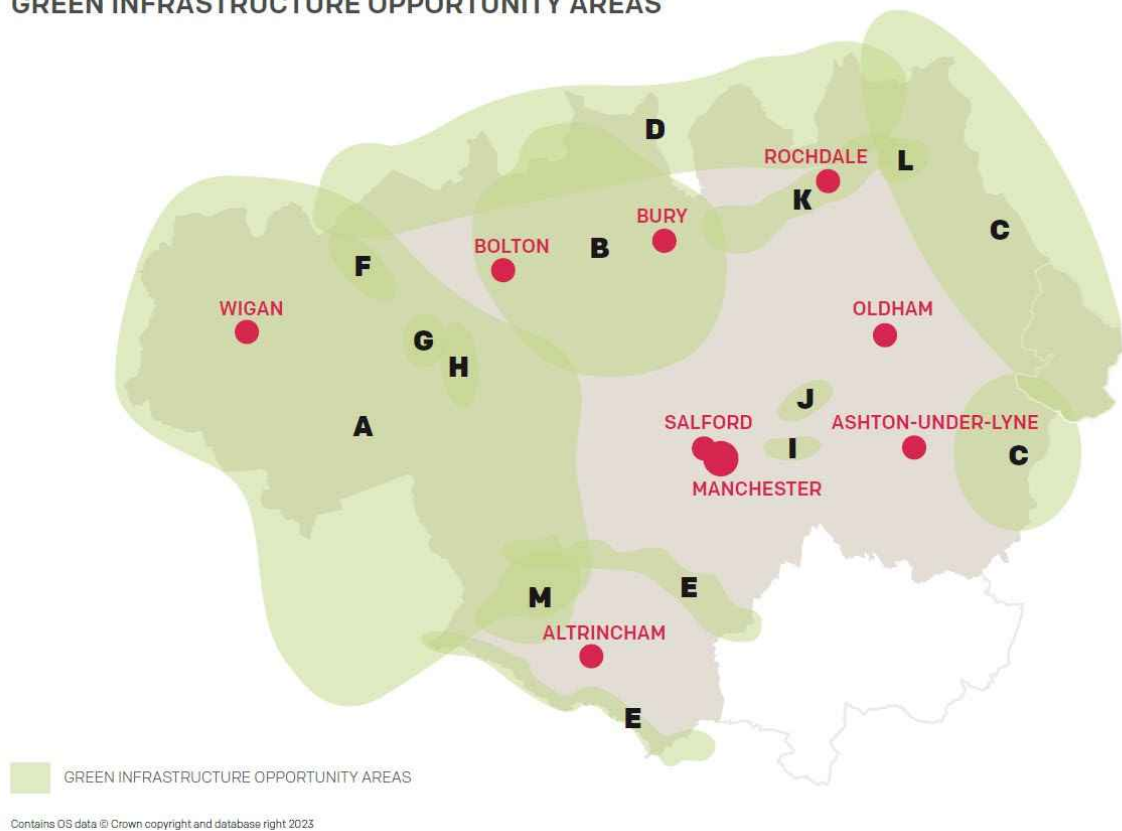 GREEN INFRASTRUCTURE OPPORTUNITY AREAS
D
ROCHDALE
L
K
BURY
C
BOLTON
B
F
WIGAN
OLDHAM
G
H
J
A
SALFORD
ASHTON-UNDER-LYNE
I
C
MANCHESTER
E
M
ALTRINCHAM
E
GREEN INFRASTRUCTURE OPPORTUNITY AREAS
Contains OS data © Crown copyright and database right 2023